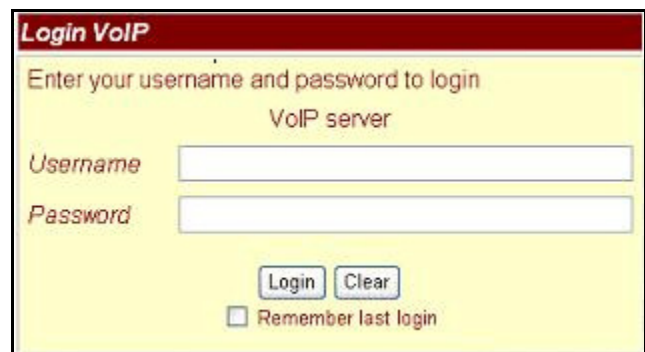 Login VoIP
Enter your username and password to login
VoIP server
Username
Password
Login Clear
Remember last login